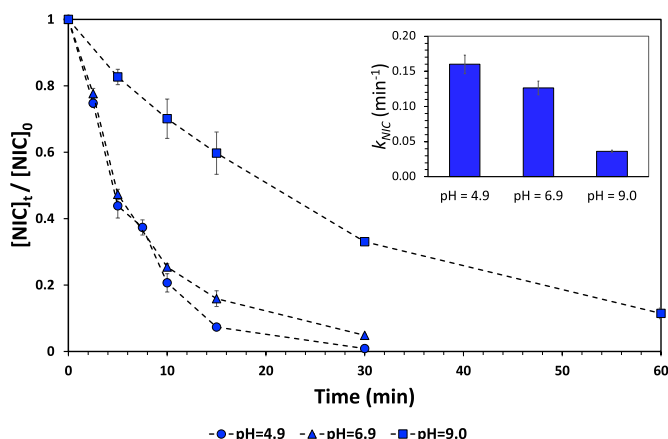 1
0.8
0.6
0.4
0.2
0
[NIC]t / [NIC]0
0 10 20 30 40 50 60
Time (min)
0.20
0.15
0.10
0.05
0.00
kNIC (min-1)
pH = 4.9 pH = 6.9 pH = 9.0
pH=4.9 pH=6.9 pH=9.0